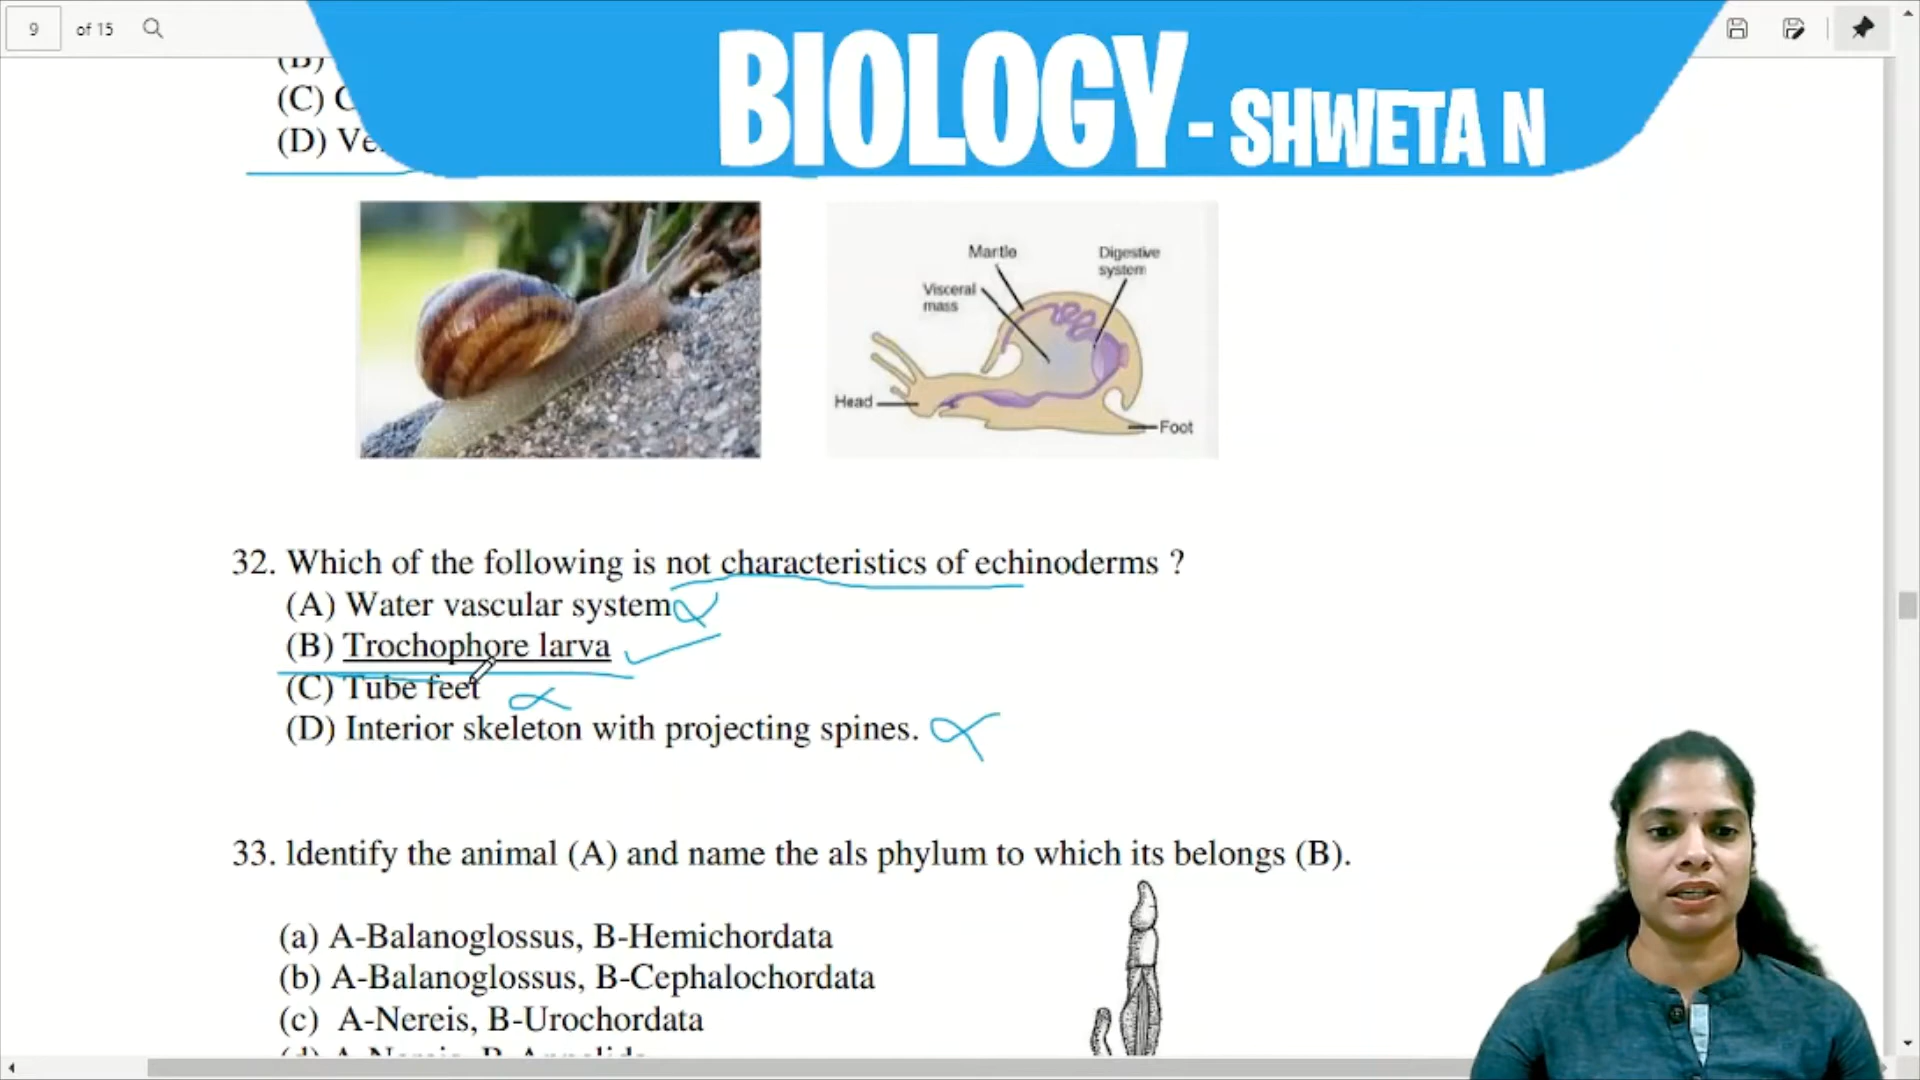 9 of 15
BIOLOGY - SHWETA N
(B)
(C) C
(D) Ve
Mantle
Digestive
system
Visceral
mass
Head
Foot
32. Which of the following is not characteristics of echinoderms ?
(A) Water vascular system
(B) Trochophore larva
(C) Tube feet
(D) Interior skeleton with projecting spines.
33. ldentify the animal (A) and name the als phylum to which its belongs (B).
(a) A-Balanoglossus, B-Hemichordata
(b) A-Balanoglossus, B-Cephalochordata
(c) A-Nereis, B-Urochordata
(d) A-Nereis, B-Annelida